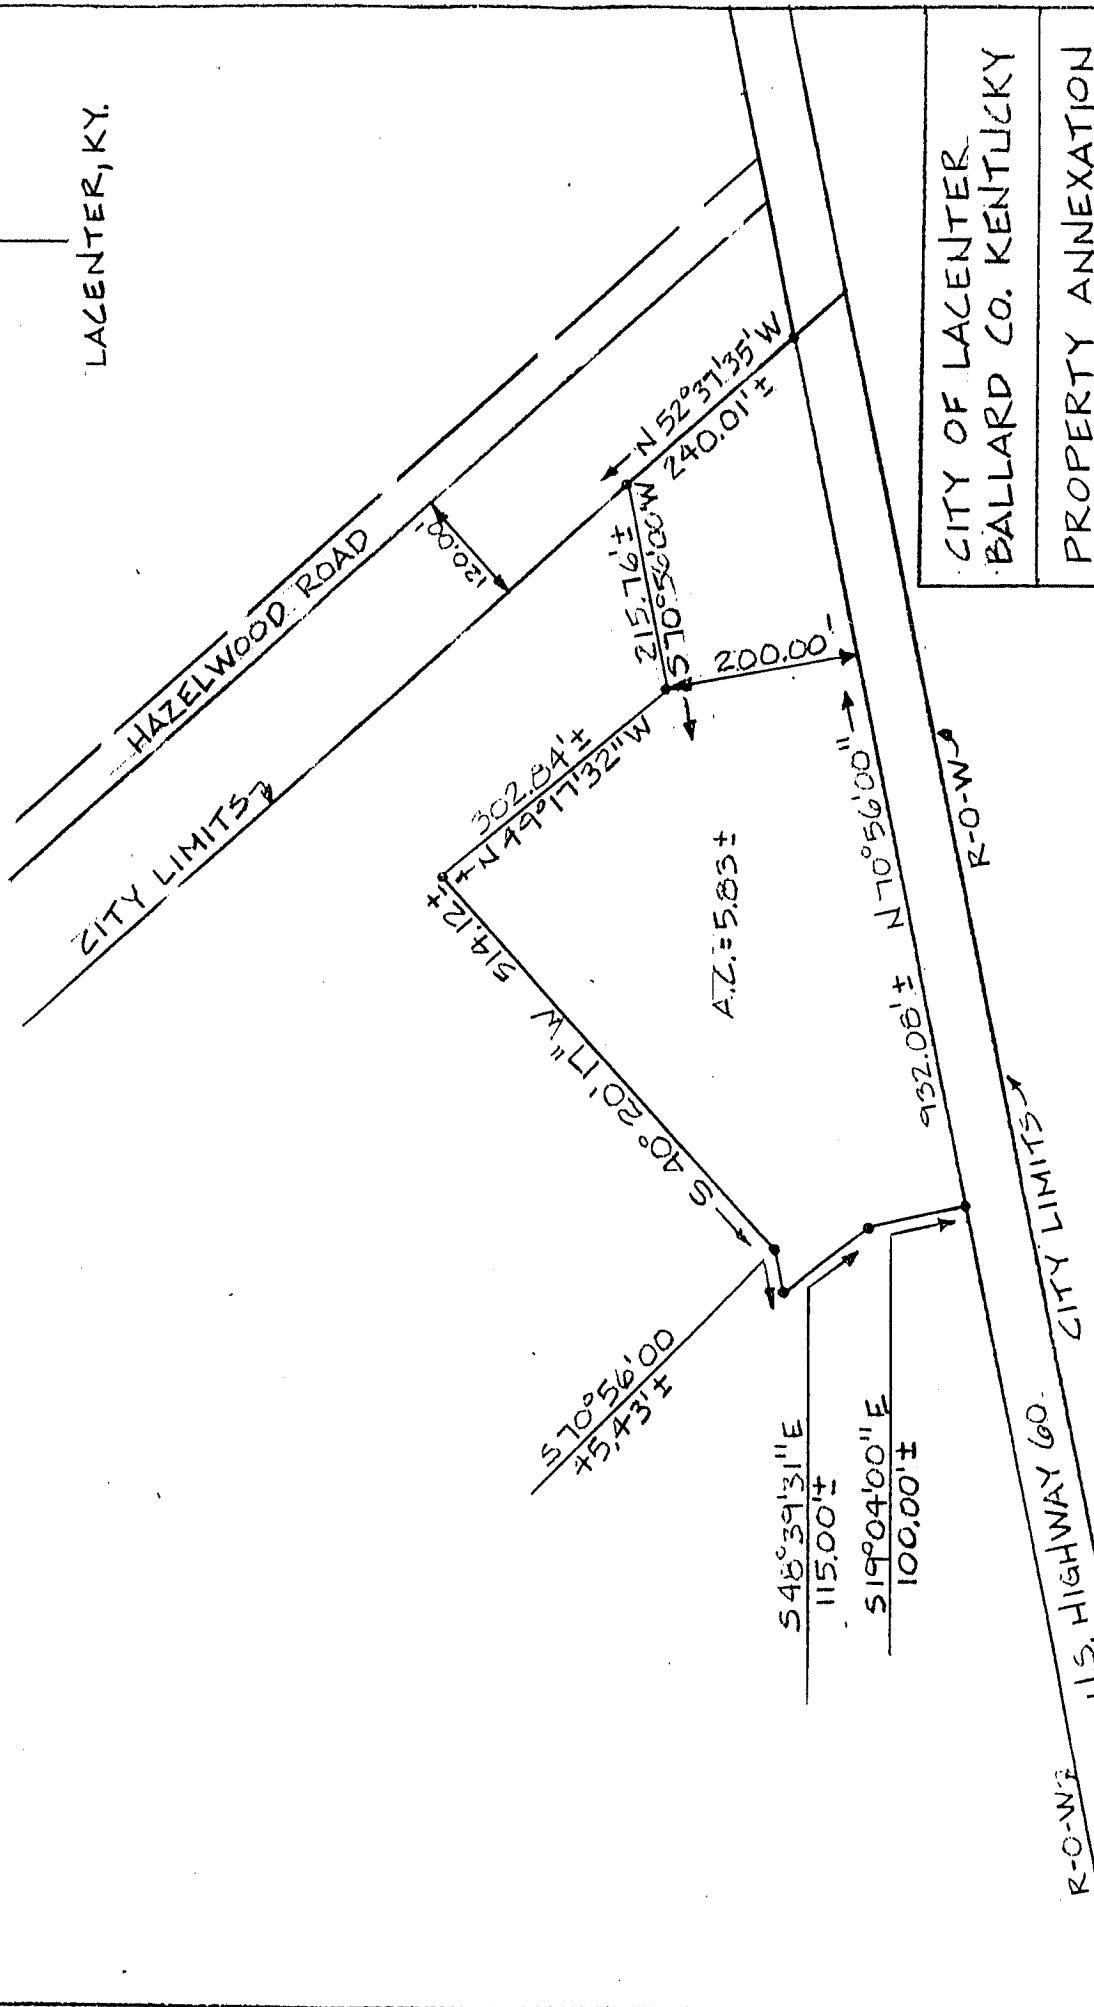 LACENTER, KY.
HAZELWOOD ROAD
CITY LIMITS
120.00'
N 52°37'35" W
240.01'±
215.76'±
S 70°56'00" W
200.00'
302.84'±
N 49°17'32" W
514.12±
S 40° 20' 17" W
A.C.=5.83±
932.08'± N 70°56'00"
S 70°56'00
45.43'±
S 48°39'31" E
115.00'±
S 19°04'00" E
100.00'±
R-O-W
CITY LIMITS
R-O-W
U.S. HIGHWAY 60
CITY OF LACENTER
BALLARD CO. KENTUCKY
PROPERTY ANNEXATION